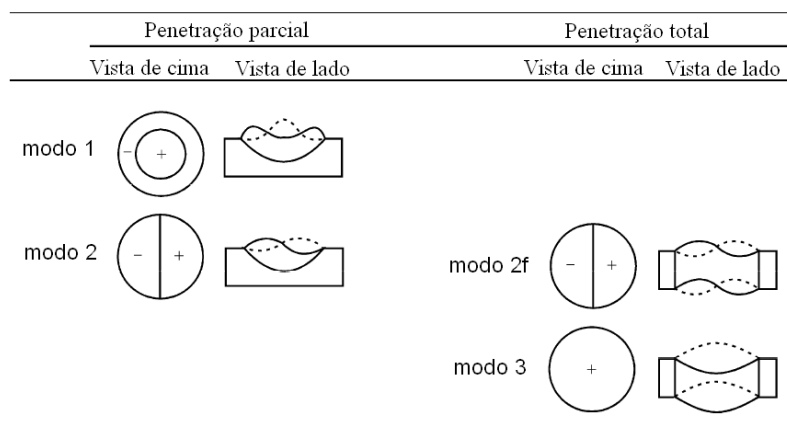 Penetração parcial Penetração total
Vista de cima Vista de lado Vista de cima Vista de lado
modo 1 - +
modo 2 - + modo 2f - +
modo 3 +